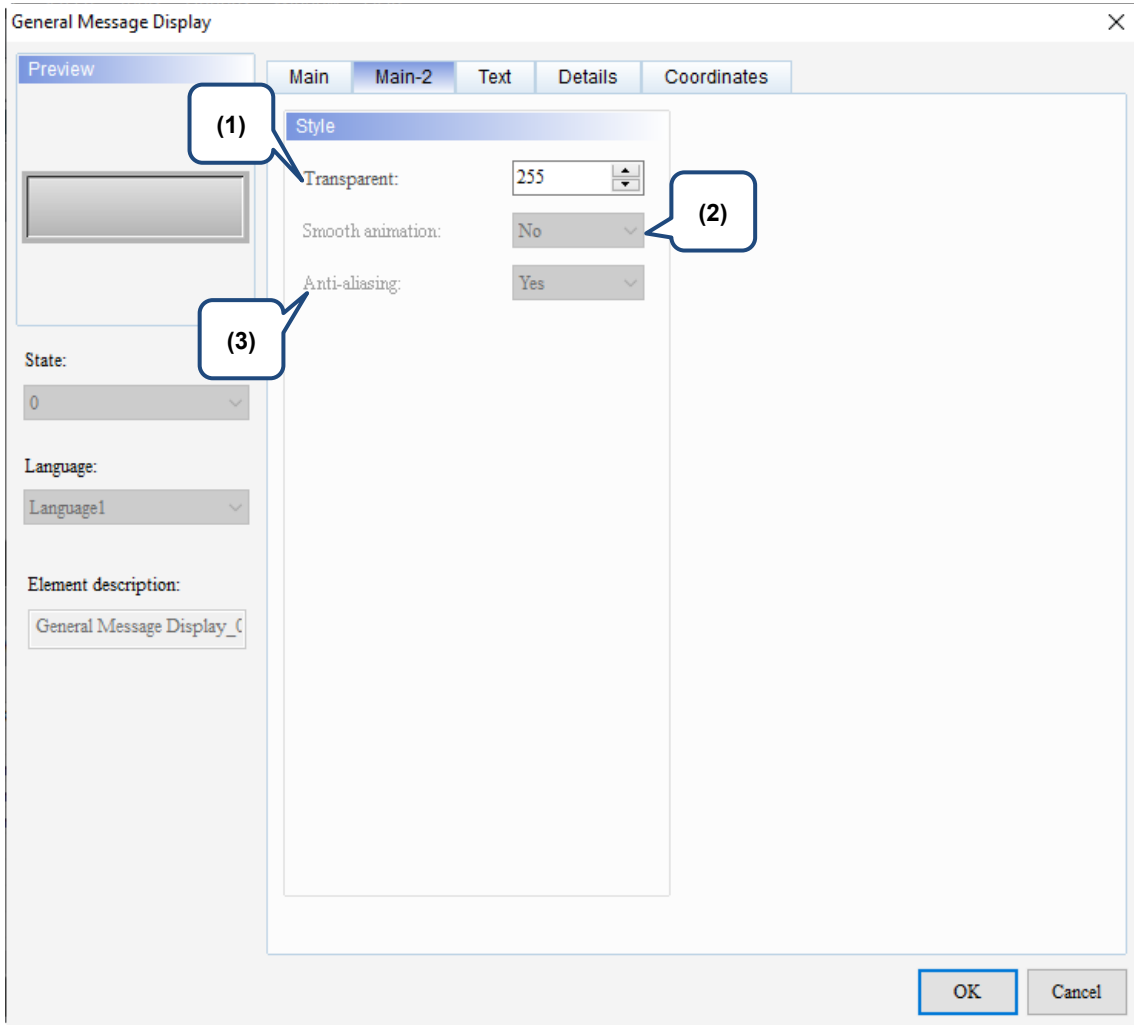 General Message Display
Preview
Main Main-2 Text Details Coordinates
(1)
Style
Transparent: 255
(2)
Smooth animation: No
Anti-aliasing: Yes
(3)
State:
0
Language:
Language1
Element description:
General Message Display_
OK Cancel